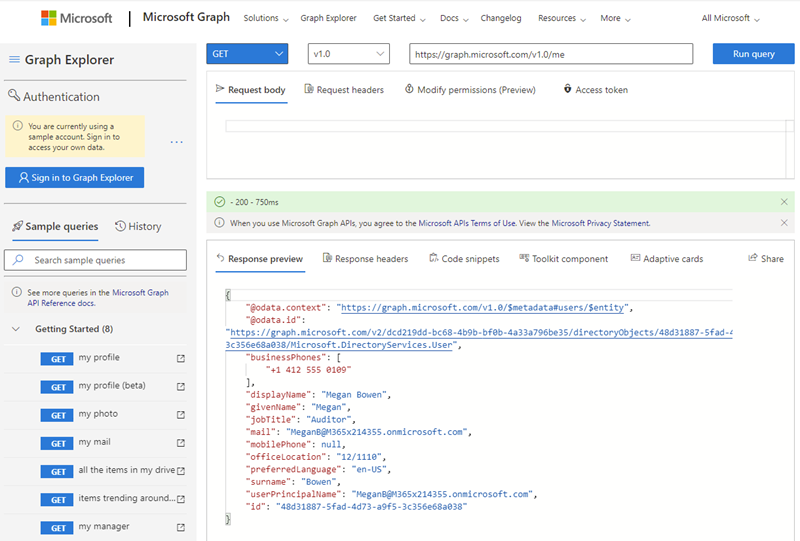 Microsoft | Microsoft Graph Solutions Graph Explorer Get Started Docs Changelog Resources More All Microsoft
Graph Explorer
Authentication
You are currently using a
sample account. Sign in to
access your own data.
...
Sign in to Graph Explorer
Sample queries History
Search sample queries
See more queries in the Microsoft Graph
API Reference docs.
Getting Started (8)
GET my profile
GET my profile (beta)
GET my photo
GET my mail
GET all the items in my drive
GET items trending around...
GET my manager
GET v1.0 https://graph.microsoft.com/v1.0/me Run query
Request body Request headers Modify permissions (Preview) Access token
- 200 - 750ms
When you use Microsoft Graph APIs, you agree to the Microsoft APIs Terms of Use. View the Microsoft Privacy Statement.
Response preview Response headers Code snippets Toolkit component Adaptive cards Share
{
"@odata.context": "https://graph.microsoft.com/v1.0/$metadata#users/$entity",
"@odata.id":
"https://graph.microsoft.com/v2/dcd219dd-bc68-4b9b-bf0b-4a33a796be35/directoryObjects/48d31887-5fad-4
3c356e68a038/Microsoft.DirectoryServices.User",
"businessPhones": [
"+1 412 555 0109"
],
"displayName": "Megan Bowen",
"givenName": "Megan",
"jobTitle": "Auditor",
"mail": "MeganB@M365x214355.onmicrosoft.com",
"mobilePhone": null,
"officeLocation": "12/1110",
"preferredLanguage": "en-US",
"surname": "Bowen",
"userPrincipalName": "MeganB@M365x214355.onmicrosoft.com",
"id": "48d31887-5fad-4d73-a9f5-3c356e68a038"
}